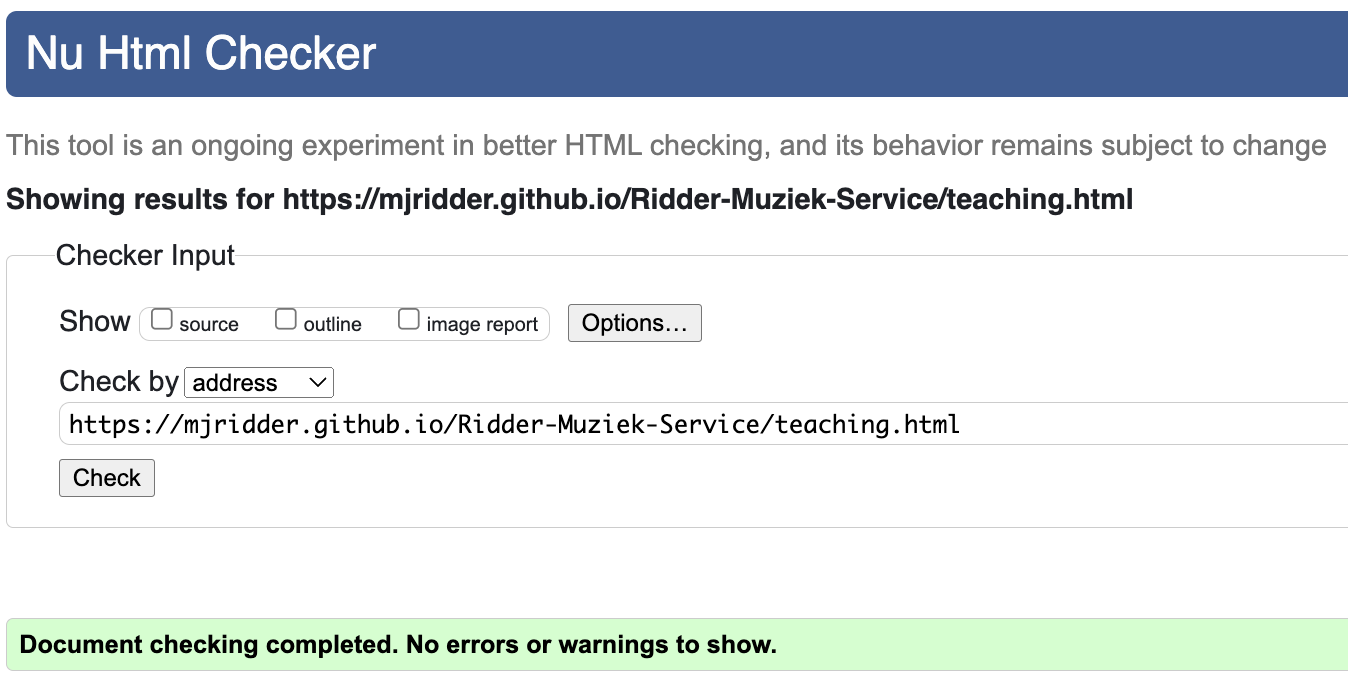 Nu Html Checker
This tool is an ongoing experiment in better HTML checking, and its behavior remains subject to change
Showing results for https://mjridder.github.io/Ridder-Muziek-Service/teaching.html
Checker Input
Show source outline image report Options…
Check by address
https://mjridder.github.io/Ridder-Muziek-Service/teaching.html
Check
Document checking completed. No errors or warnings to show.